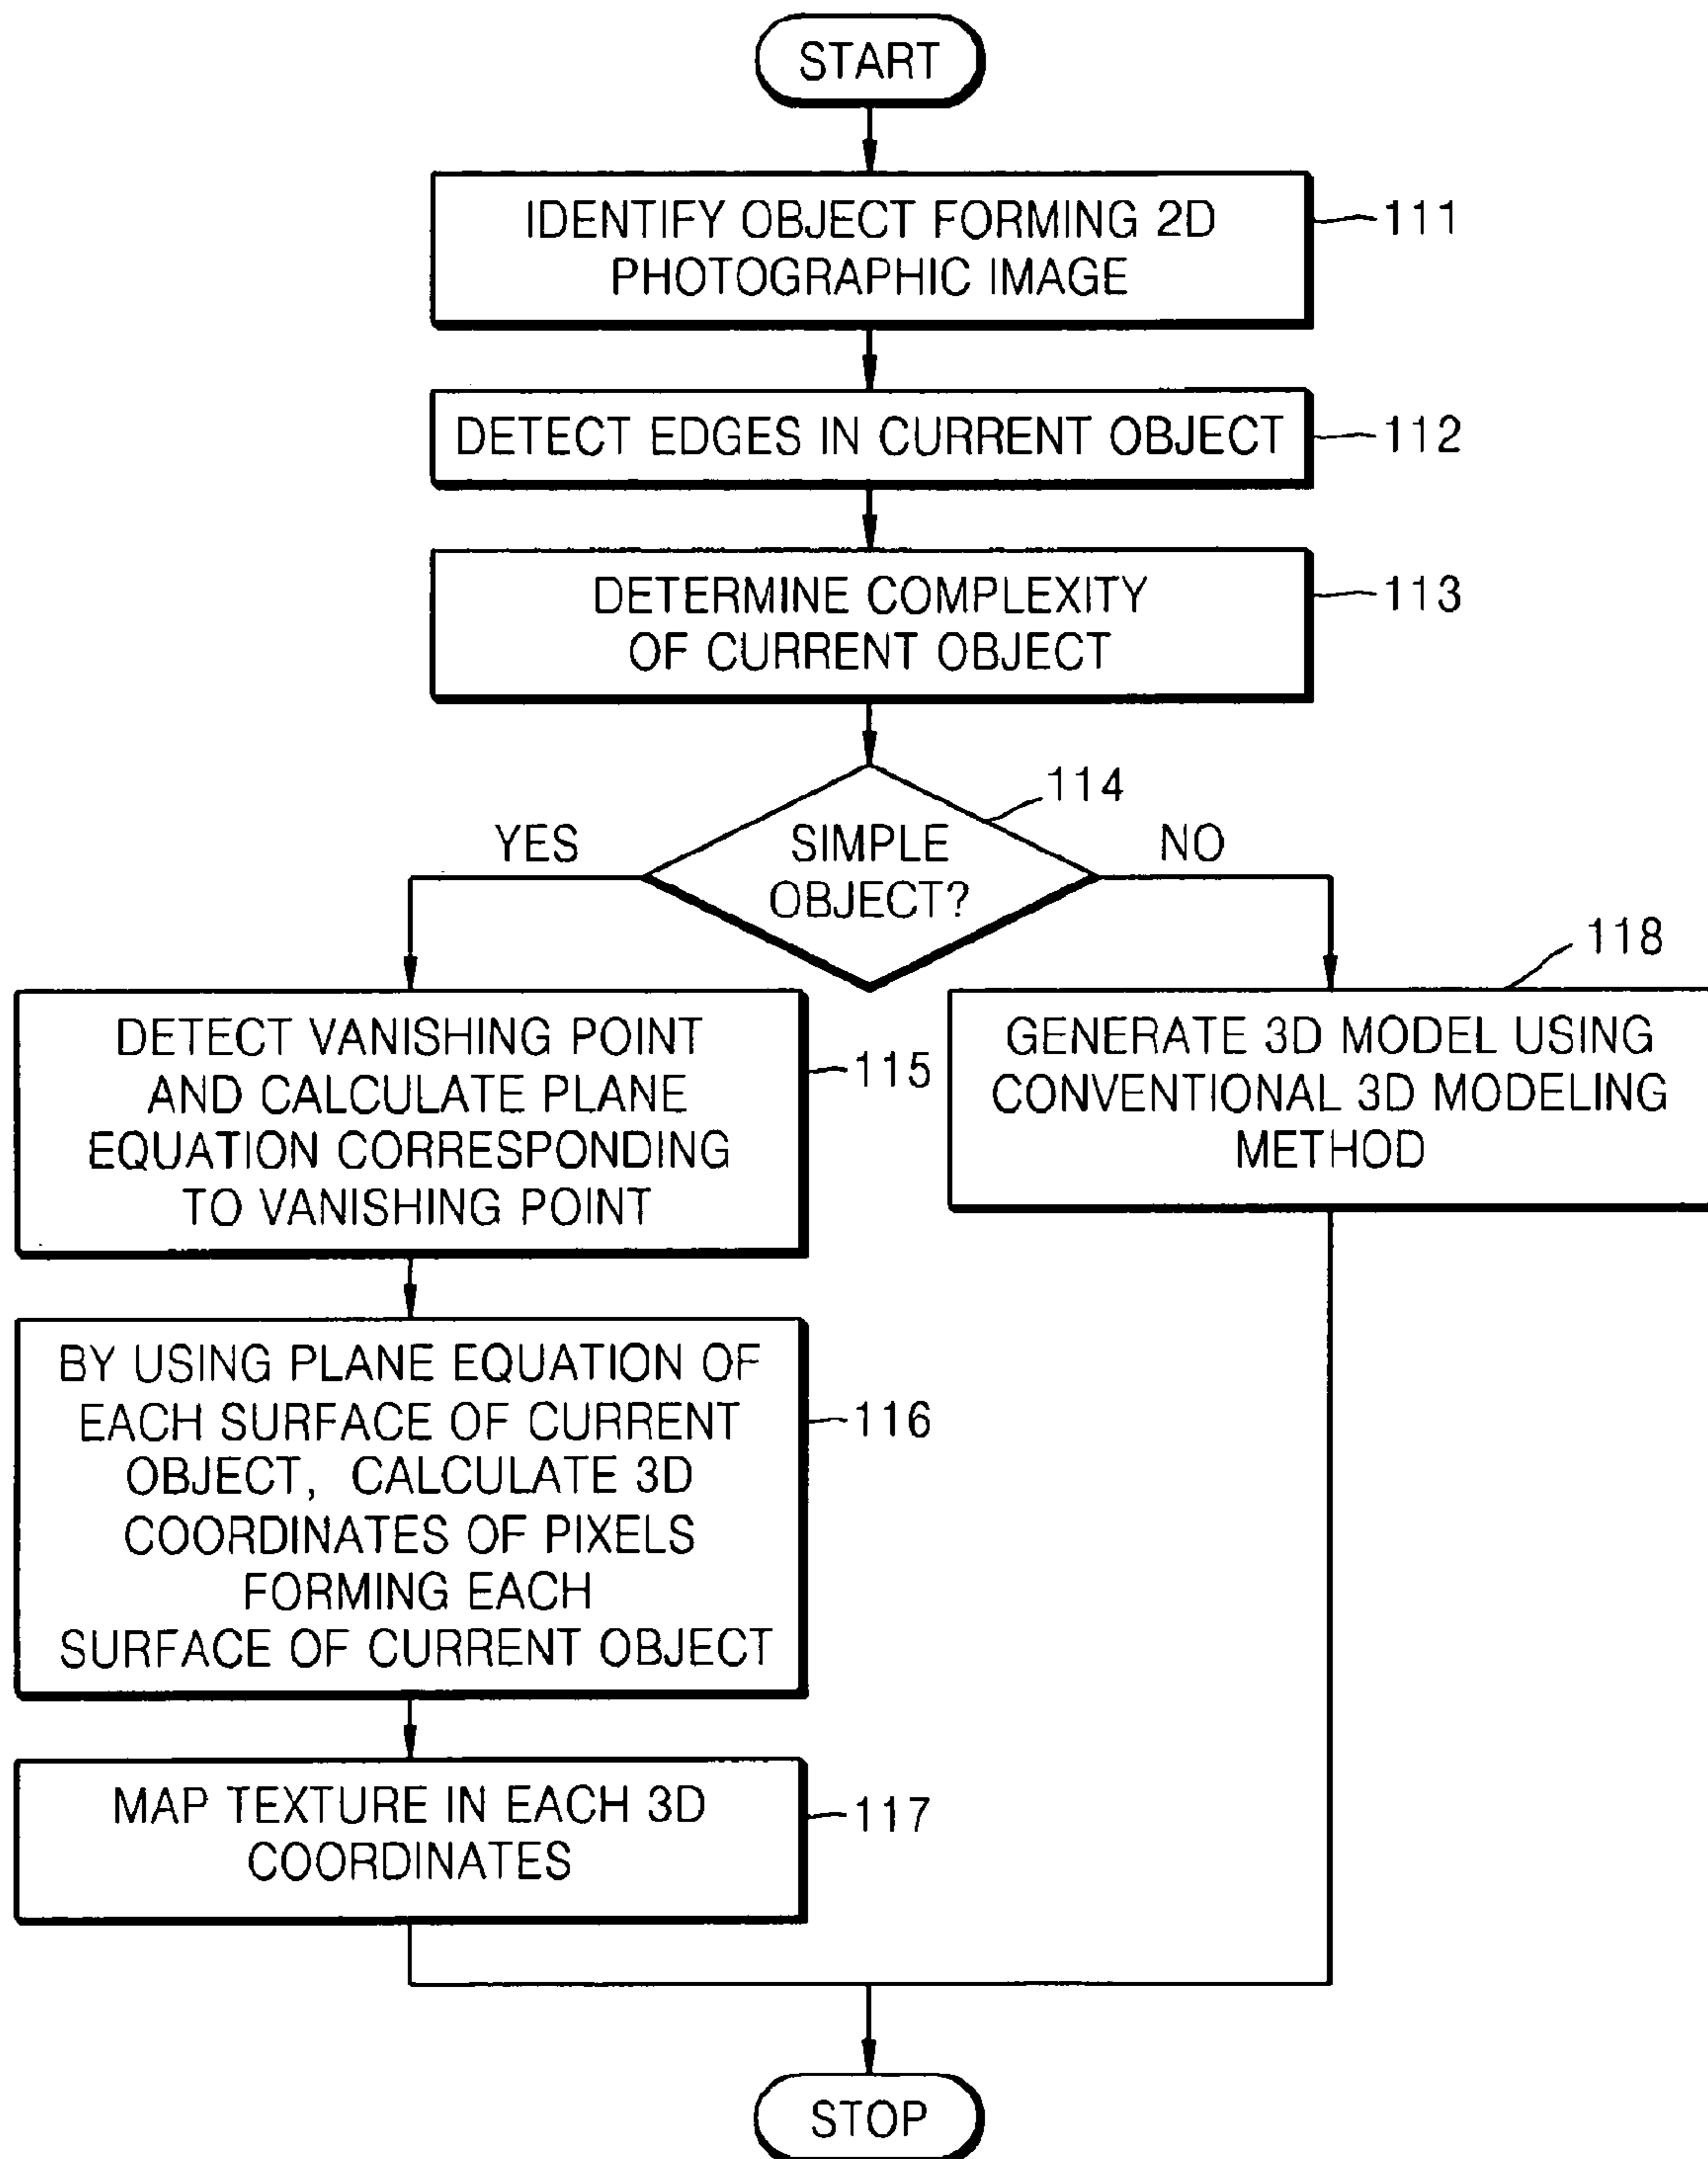 START
IDENTIFY OBJECT FORMING 2D
PHOTOGRAPHIC IMAGE
111
DETECT EDGES IN CURRENT OBJECT
112
DETERMINE COMPLEXITY
OF CURRENT OBJECT
113
114
YES
SIMPLE
OBJECT?
NO
DETECT VANISHING POINT
AND CALCULATE PLANE
EQUATION CORRESPONDING
TO VANISHING POINT
115
118
GENERATE 3D MODEL USING
CONVENTIONAL 3D MODELING
METHOD
BY USING PLANE EQUATION OF
EACH SURFACE OF CURRENT
OBJECT, CALCULATE 3D
COORDINATES OF PIXELS
FORMING EACH
SURFACE OF CURRENT OBJECT
116
MAP TEXTURE IN EACH 3D
COORDINATES
117
STOP